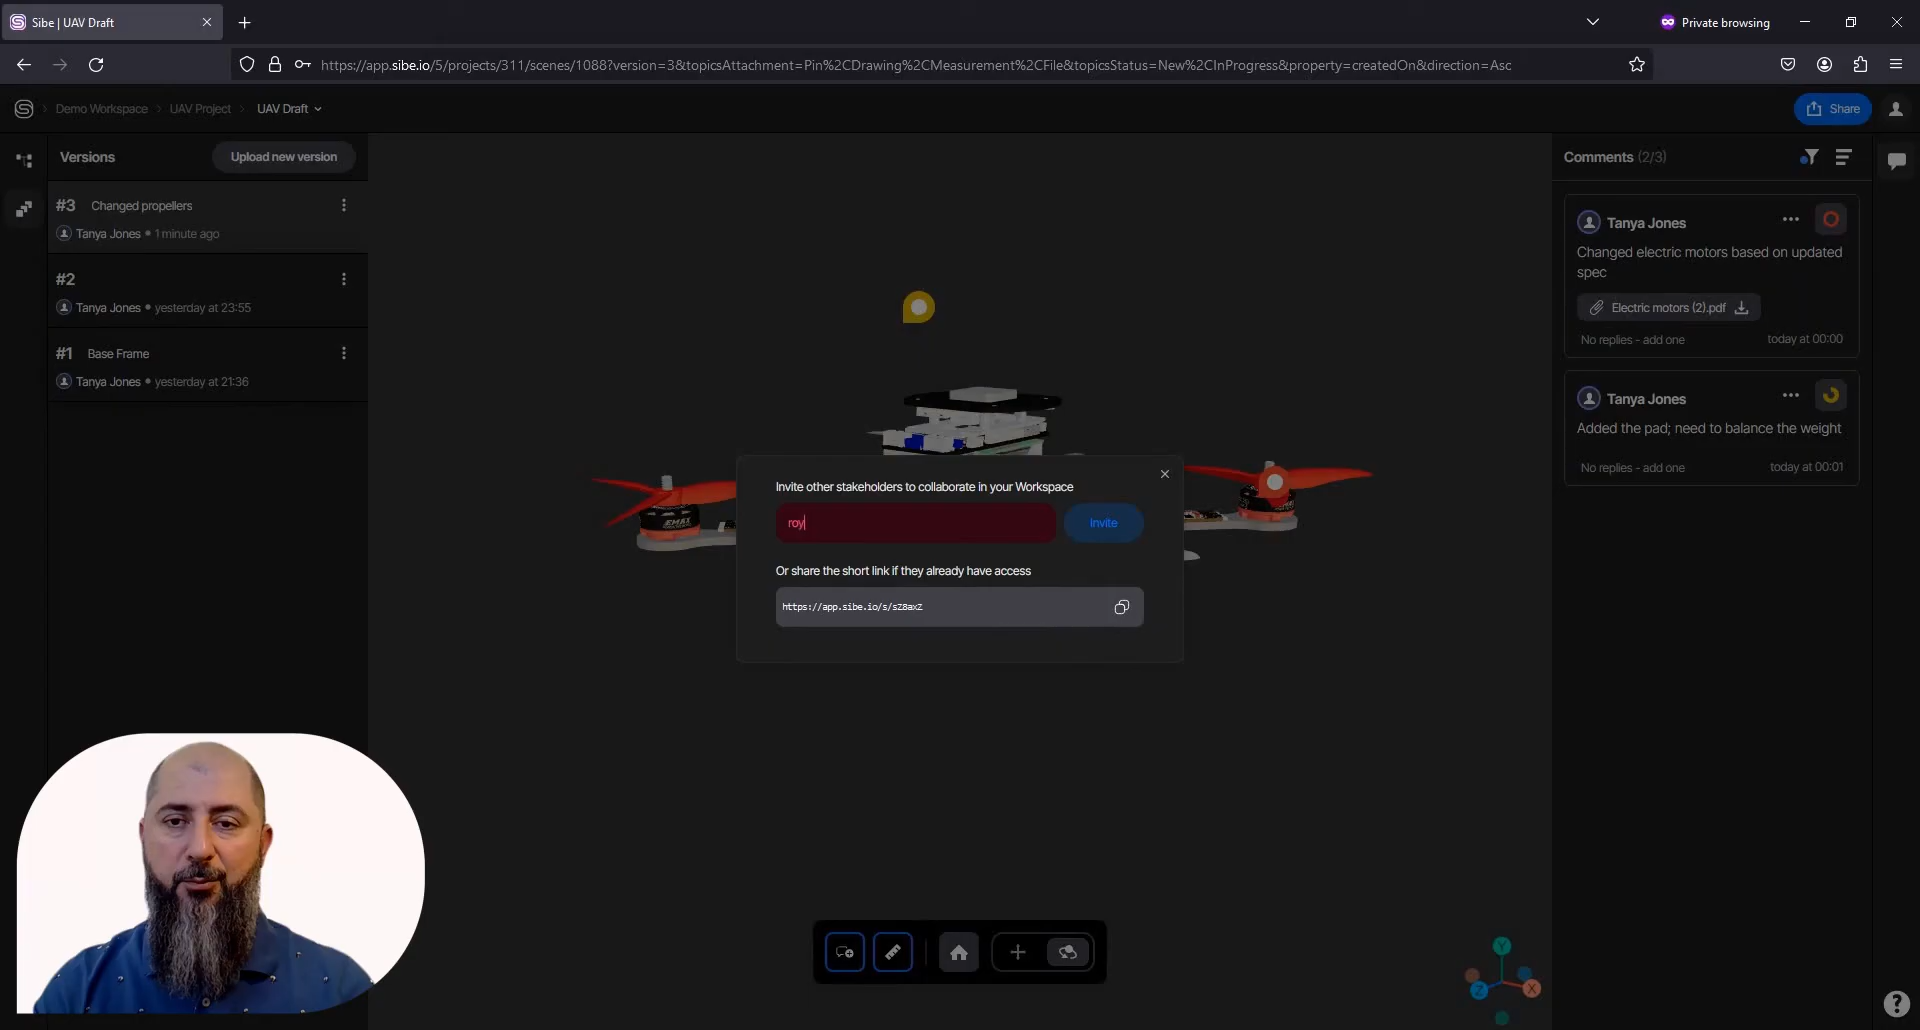 Sibe | UAV Draft
Private browsing
https://app.sibe.io/5/projects/311/scenes/1088?version=3&topicsAttachment=Pin%2CDrawing%2CMeasurement%2CFile&topicsStatus=New%2CInProgress&property=createdOn&direction=Asc
Demo Workspace > UAV Project > UAV Draft
Share
Versions
Upload new version
#3 Changed propellers
Tanya Jones • 1 minute ago
#2
Tanya Jones • yesterday at 23:55
#1 Base Frame
Tanya Jones • yesterday at 21:36
Comments (2/3)
Tanya Jones
Changed electric motors based on updated
spec
Electric motors (2).pdf
No replies - add one
today at 00:00
Tanya Jones
Added the pad; need to balance the weight
No replies - add one
today at 00:01
EMAX
Invite other stakeholders to collaborate in your Workspace
roy
Invite
Or share the short link if they already have access
https://app.sibe.io/s/sZ8axZ
Y
Z
X
?